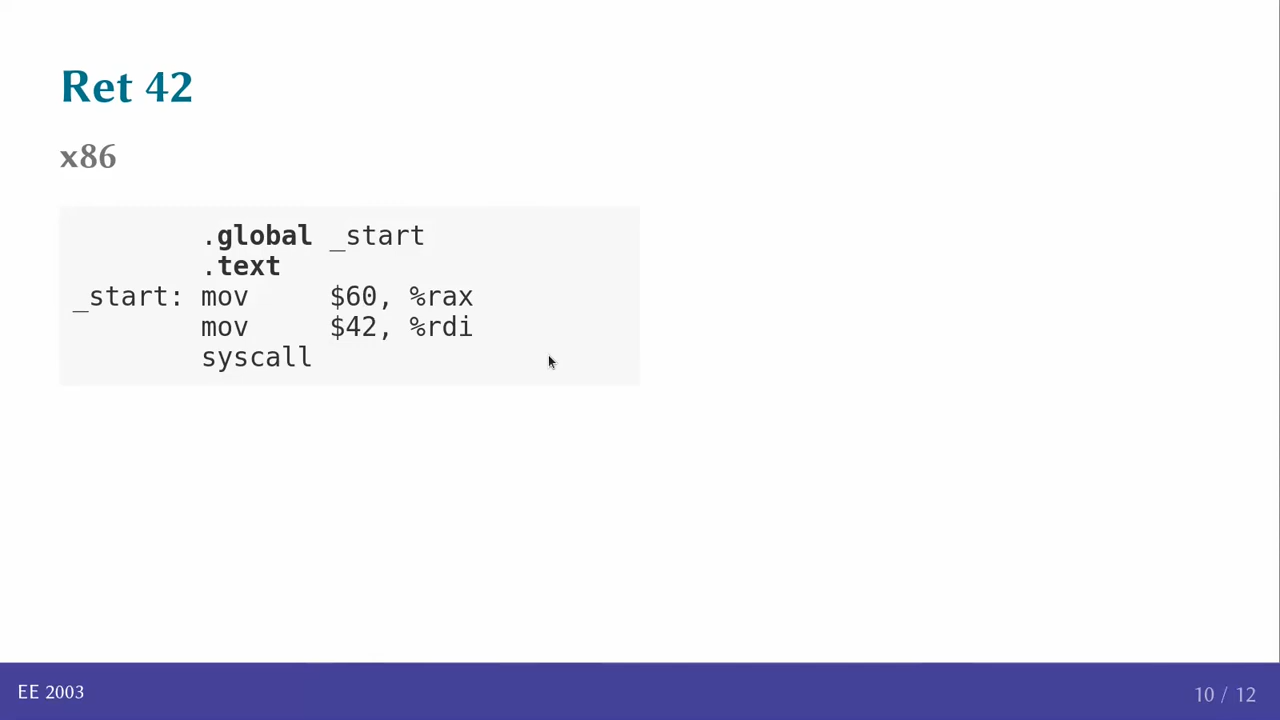 Ret 42
x86
.global _start
.text
_start: mov $60, %rax
mov $42, %rdi
syscall
EE 2003
10 / 12